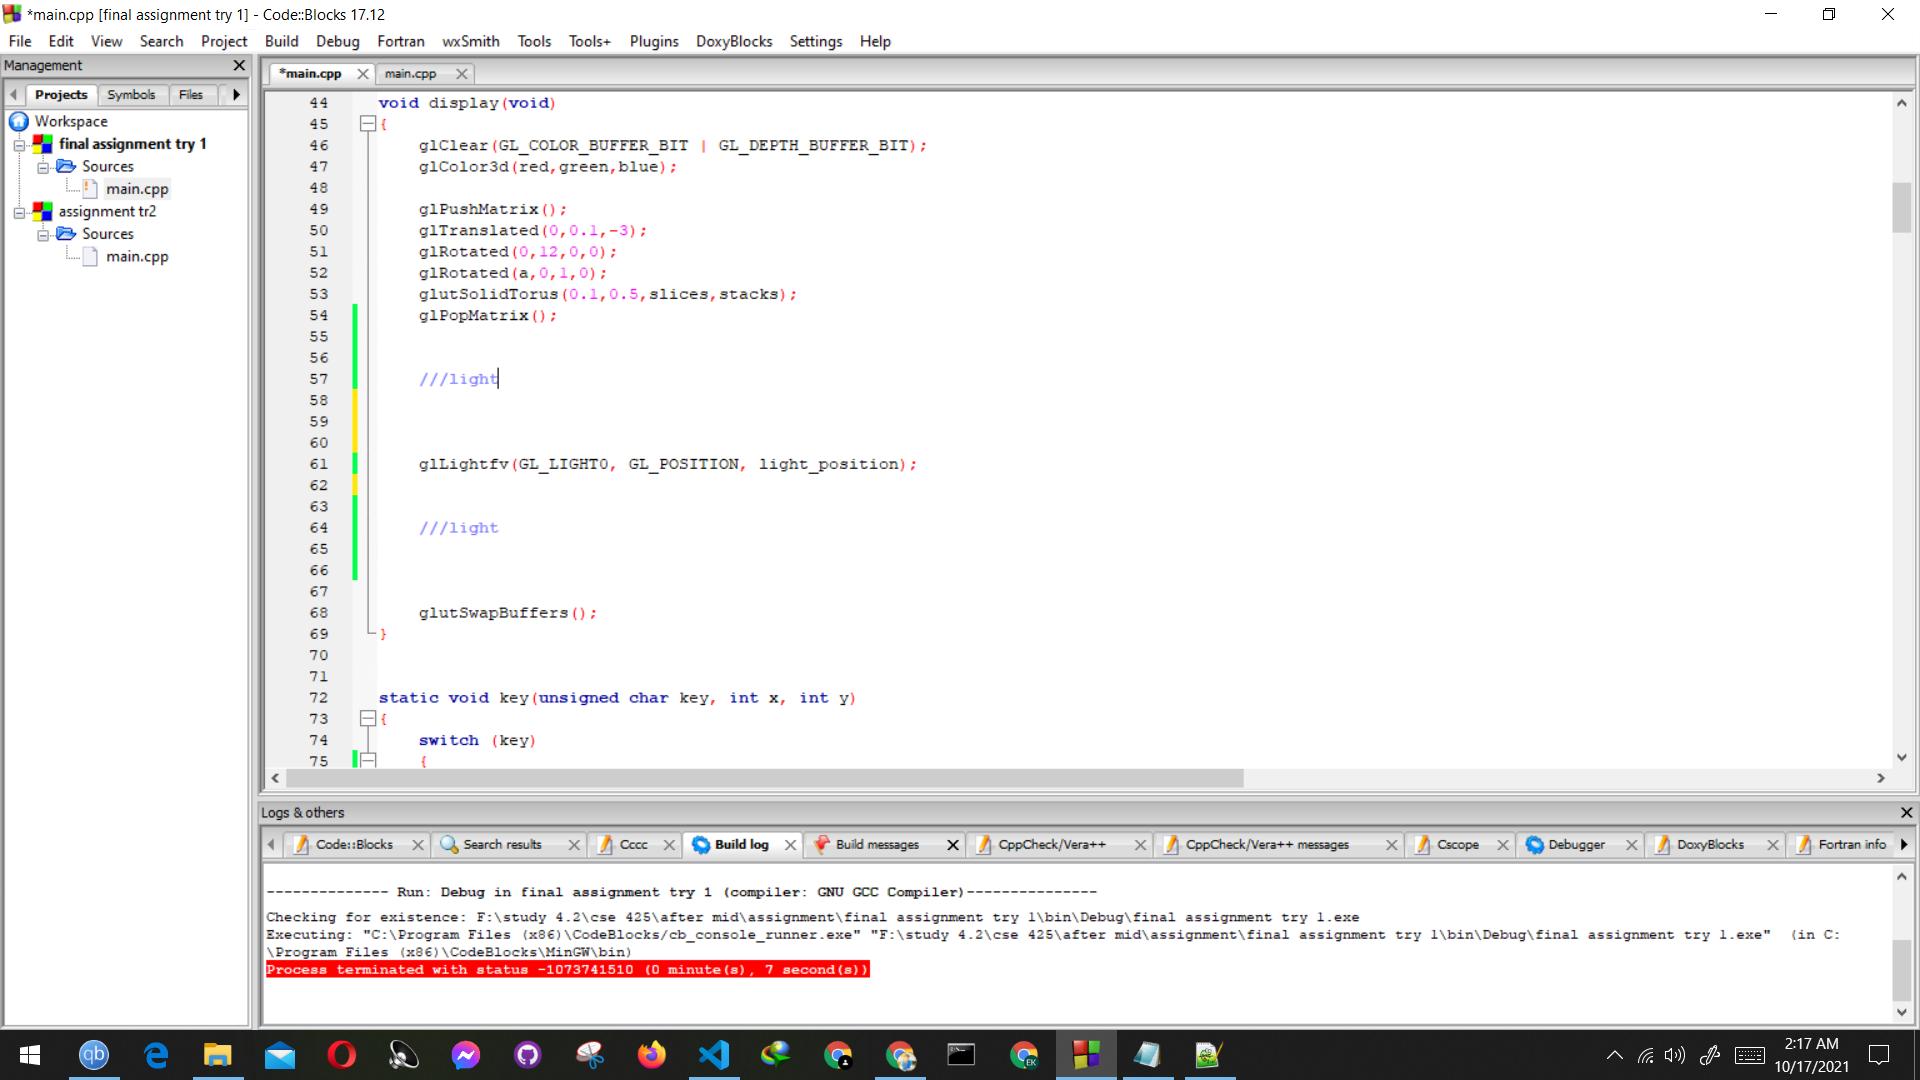 *main.cpp [final assignment try 1] - Code::Blocks 17.12
File Edit View Search Project Build Debug Fortran wxSmith Tools Tools+ Plugins DoxyBlocks Settings Help
Management
Projects Symbols Files
Workspace
final assignment try 1
Sources
main.cpp
assignment tr2
Sources
main.cpp
*main.cpp main.cpp
44 void display(void)
45 {
46 glClear(GL_COLOR_BUFFER_BIT | GL_DEPTH_BUFFER_BIT);
47 glColor3d(red,green,blue);
48
49 glPushMatrix();
50 glTranslated(0,0.1,-3);
51 glRotated(0,12,0,0);
52 glRotated(a,0,1,0);
53 glutSolidTorus(0.1,0.5,slices,stacks);
54 glPopMatrix();
55
56
57 ///light
58
59
60
61 glLightfv(GL_LIGHT0, GL_POSITION, light_position);
62
63
64 ///light
65
66
67
68 glutSwapBuffers();
69 }
70
71
72 static void key(unsigned char key, int x, int y)
73 {
74 switch (key)
75 {
Logs & others
Code::Blocks Search results Cccc Build log Build messages CppCheck/Vera++ CppCheck/Vera++ messages Cscope Debugger DoxyBlocks Fortran info
-------------- Run: Debug in final assignment try 1 (compiler: GNU GCC Compiler)---------------
Checking for existence: F:\study 4.2\cse 425\after mid\assignment\final assignment try 1\bin\Debug\final assignment try 1.exe
Executing: "C:\Program Files (x86)\CodeBlocks/cb_console_runner.exe" "F:\study 4.2\cse 425\after mid\assignment\final assignment try 1\bin\Debug\final assignment try 1.exe"  (in C:
\Program Files (x86)\CodeBlocks\MinGW\bin)
Process terminated with status -1073741510 (0 minute(s), 7 second(s))
qb
EK
2:17 AM
10/17/2021